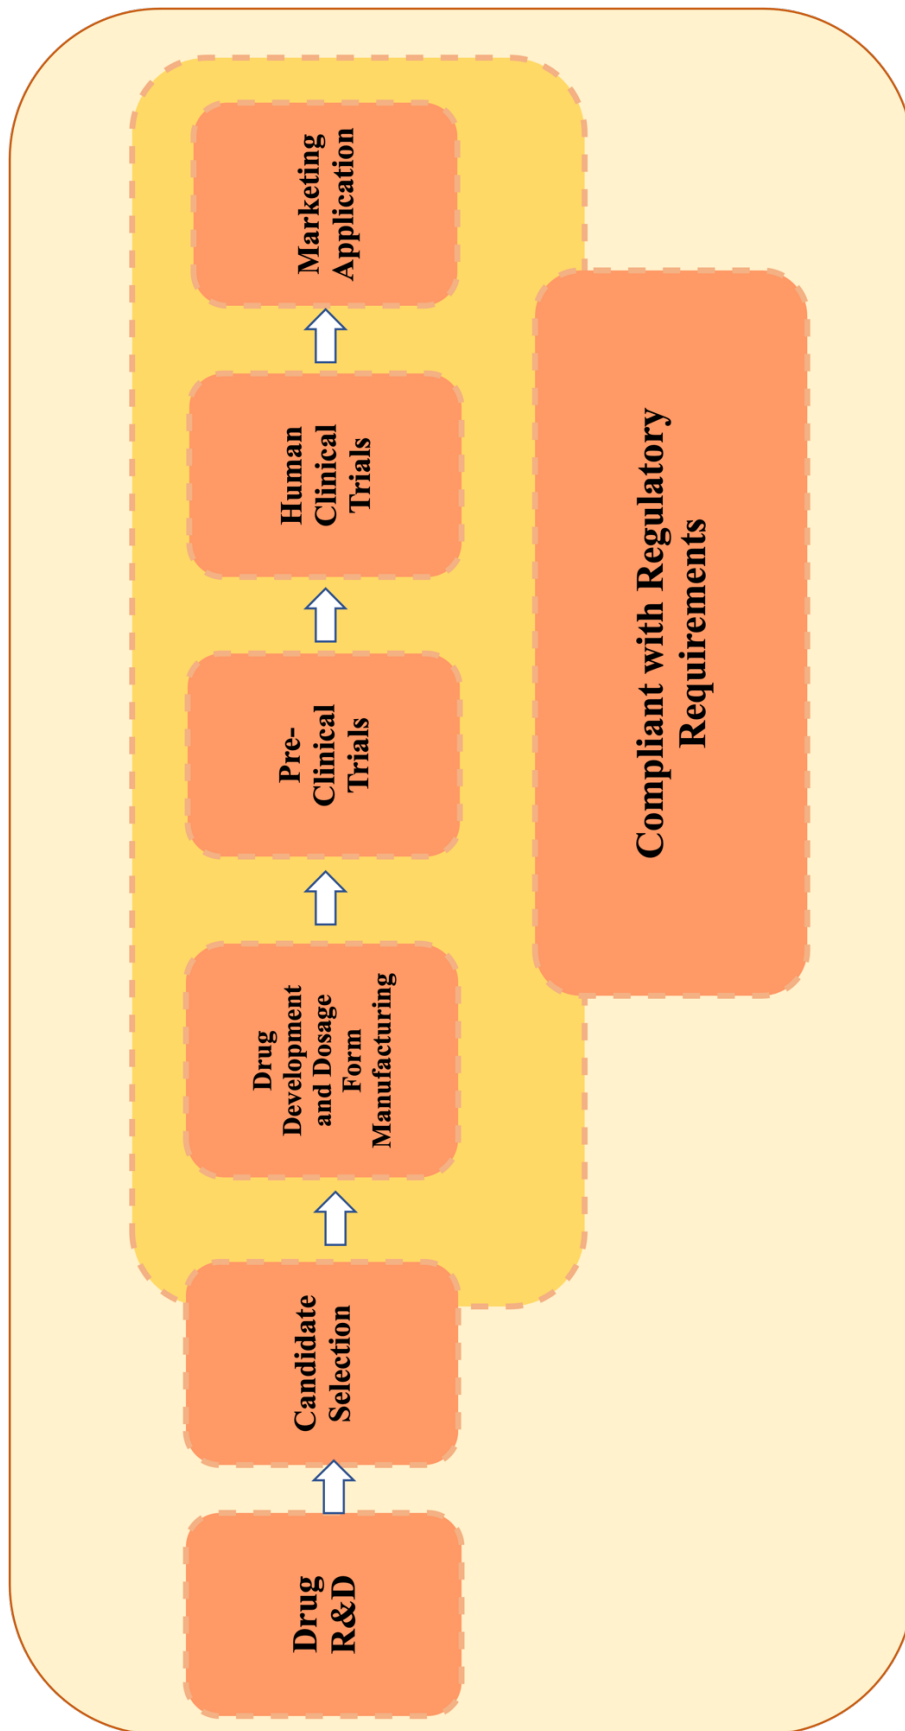 Drug
R&D
Candidate
Selection
Drug
Development
and Dosage
Form
Manufacturing
Pre-
Clinical
Trials
Human
Clinical
Trials
Marketing
Application
Compliant with Regulatory
Requirements